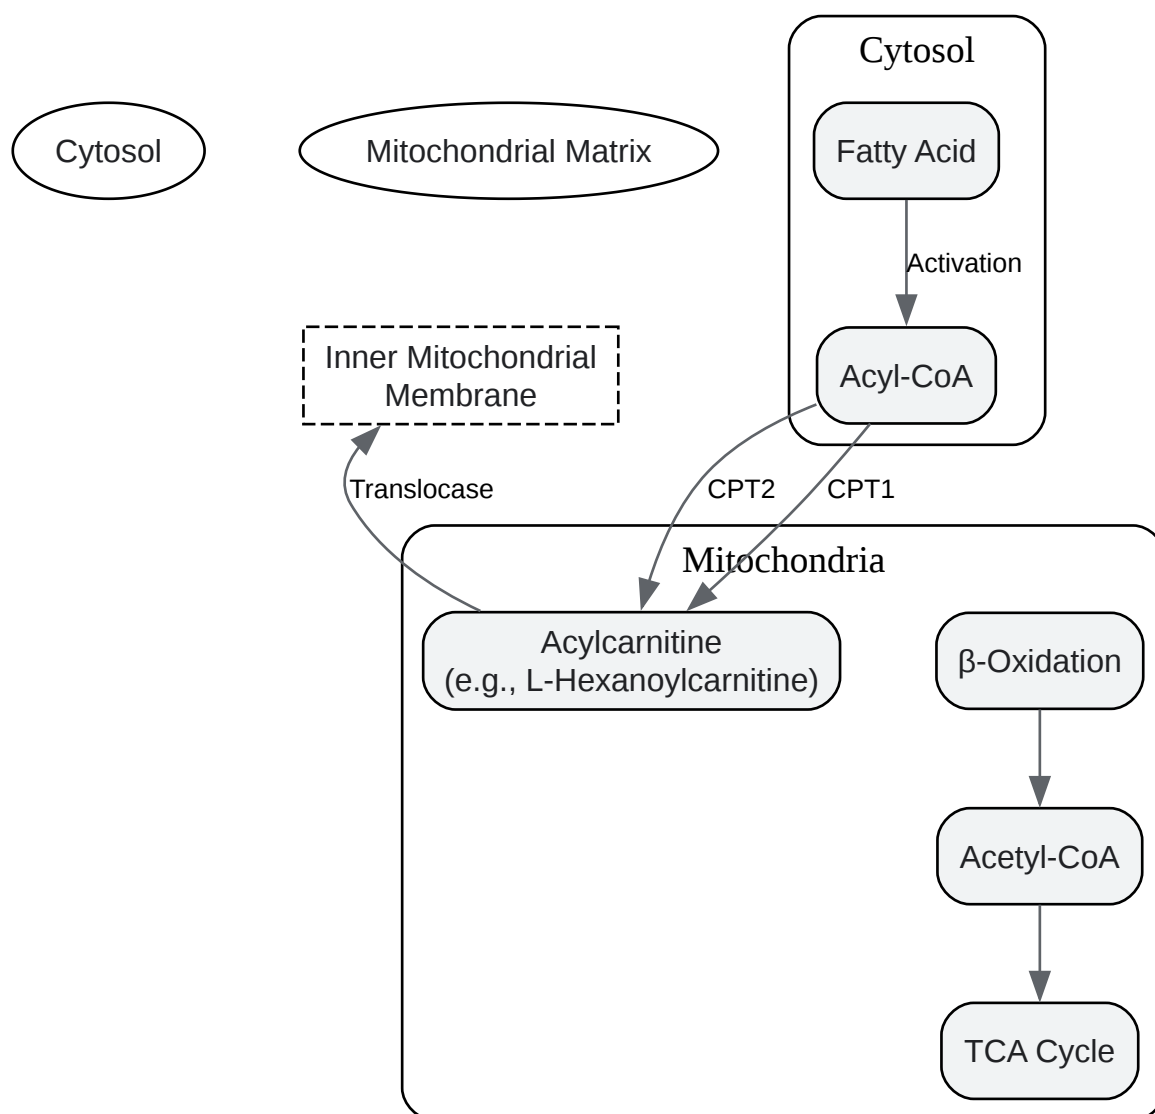 Cytosol
Cytosol
Mitochondrial Matrix
Fatty Acid
Activation
Inner Mitochondrial
Membrane
Acyl-CoA
Translocase
CPT2
CPT1
Mitochondria
Acylcarnitine
(e.g., L-Hexanoylcarnitine)
β-Oxidation
Acetyl-CoA
TCA Cycle